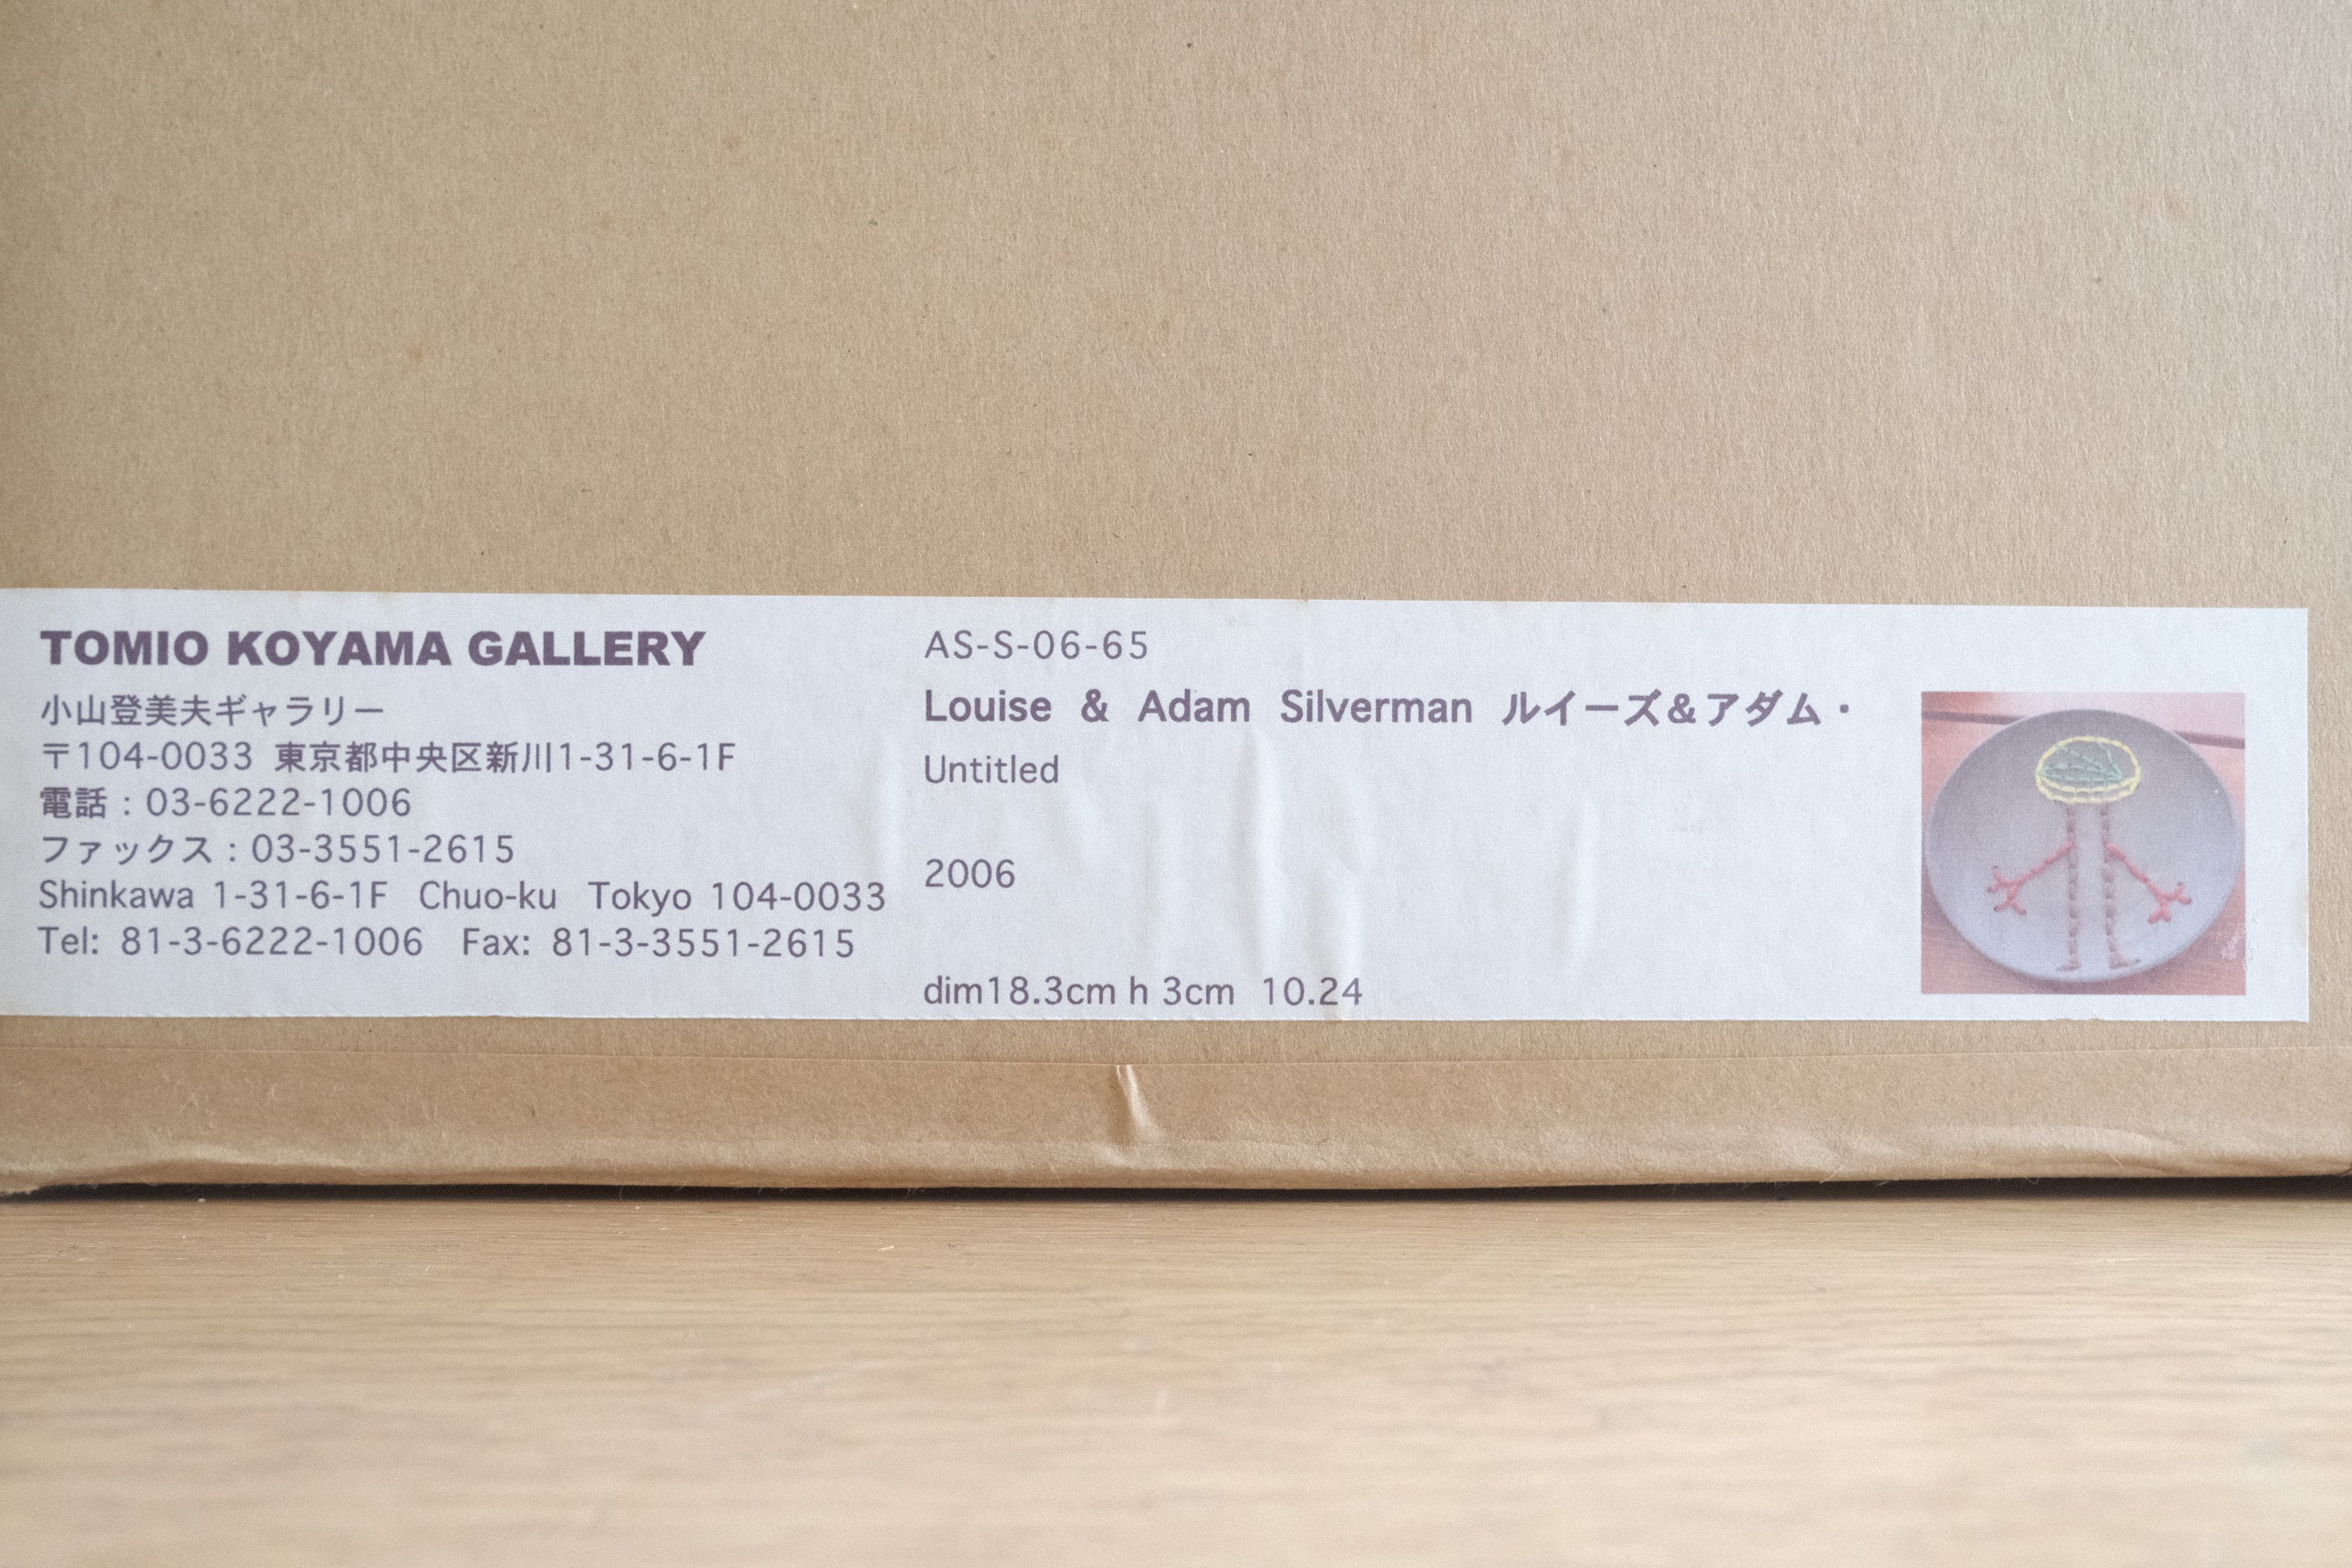 TOMIO KOYAMA GALLERY
小山登美夫ギャラリー
〒104-0033 東京都中央区新川1-31-6-1F
電話：03-6222-1006
ファックス：03-3551-2615
Shinkawa 1-31-6-1F Chuo-ku Tokyo 104-0033
Tel: 81-3-6222-1006 Fax: 81-3-3551-2615
AS-S-06-65
Louise & Adam Silverman ルイーズ&アダム・
Untitled
2006
dim18.3cm h 3cm 10.24